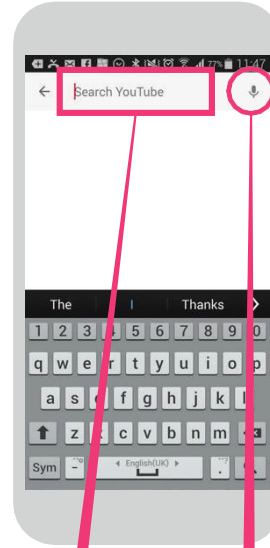 77% 11:47
Search YouTube
The I Thanks
1 2 3 4 5 6 7 8 9 0
q w e r t y u i o p
a s d f g h j k l
z x c v b n m
Sym English(UK) . ?